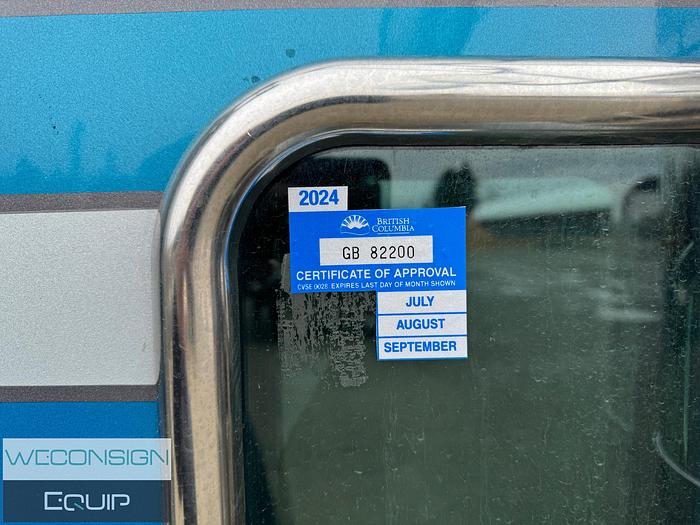 2024
BRITISH
COLUMBIA
GB 82200
CERTIFICATE OF APPROVAL
CVSE 0028 EXPIRES LAST DAY OF MONTH SHOWN
JULY
AUGUST
SEPTEMBER
WECONSIGN
EQUIP